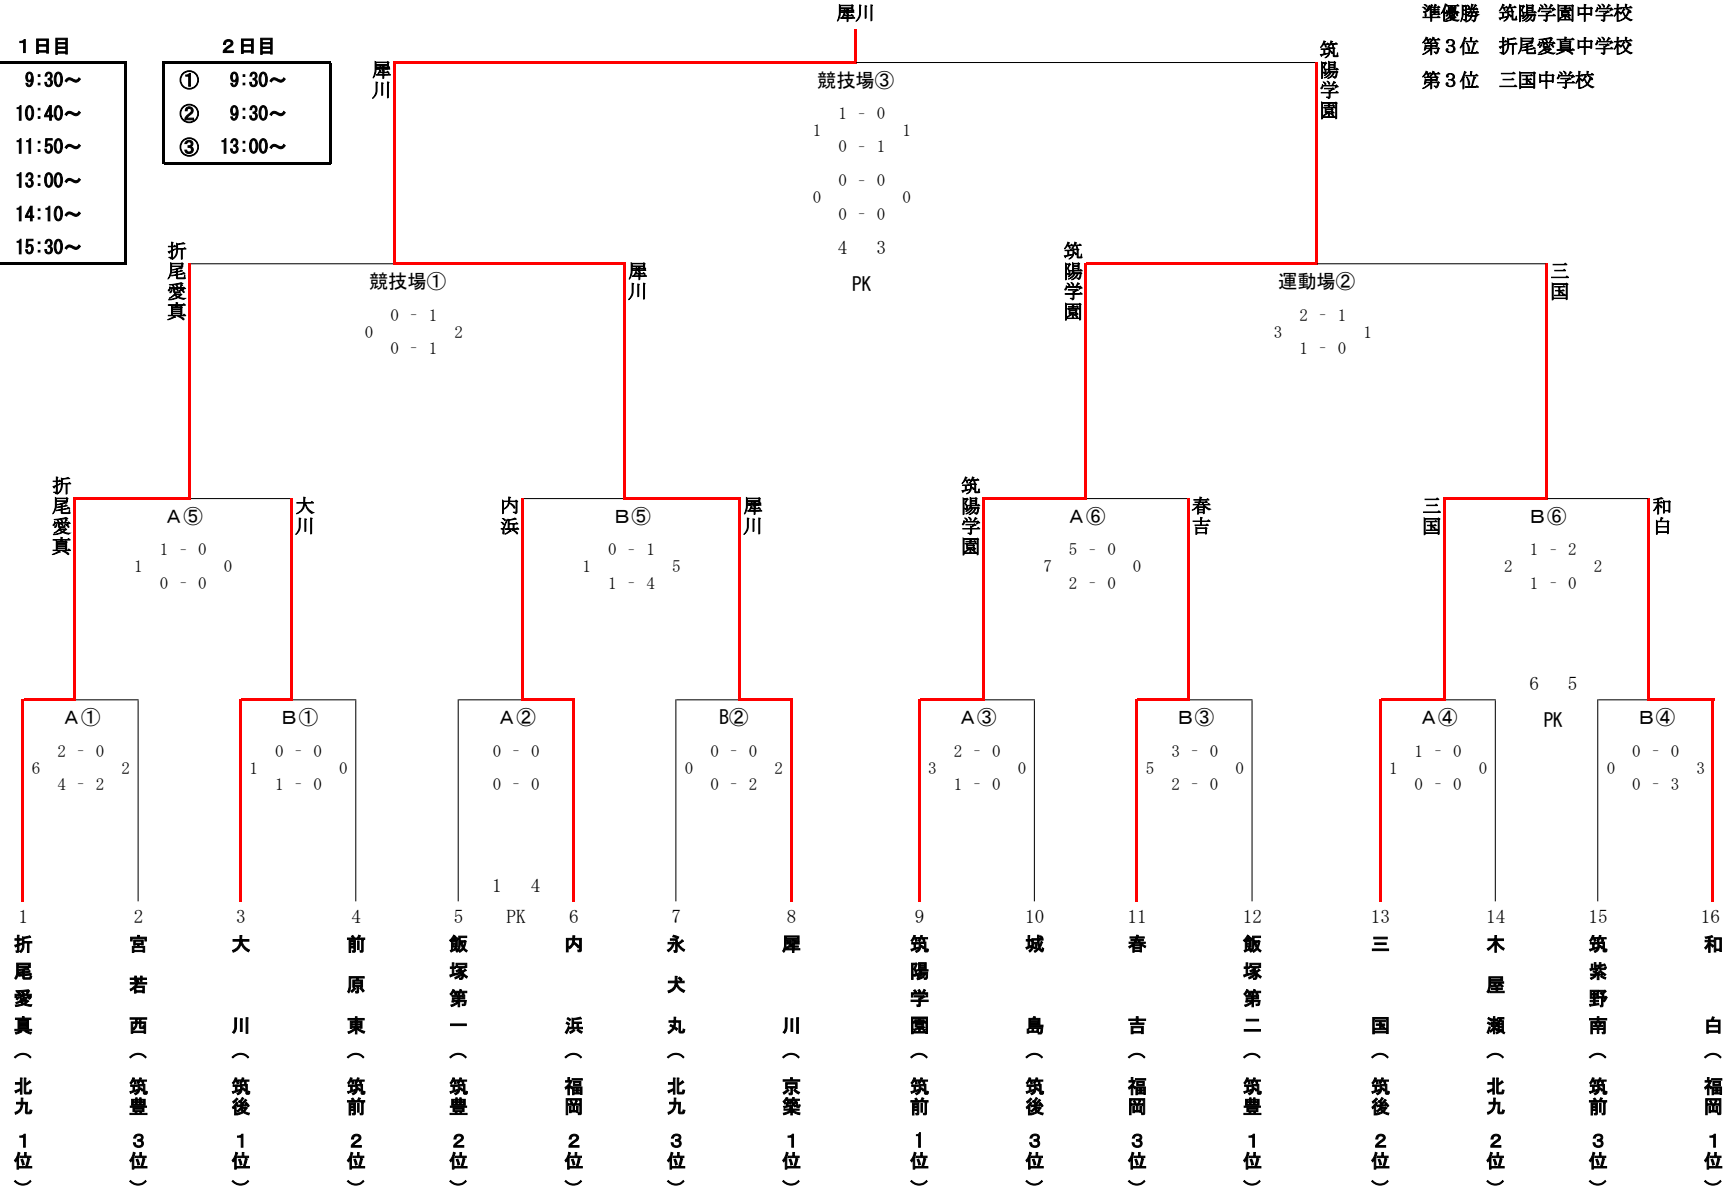 犀川
準優勝 筑陽学園中学校
第３位 折尾愛真中学校
第３位 三国中学校
１日目
9:30～
10:40～
11:50～
13:00～
14:10～
15:30～
２日目
① 9:30～
② 9:30～
③ 13:00～
犀川
筑陽学園
競技場③
1 - 0
1 1
0 - 1
0 - 0
0 0
0 - 0
4 3
PK
折尾愛真
犀川
競技場①
0 - 1
0 2
0 - 1
筑陽学園
三国
運動場②
2 - 1
3 1
1 - 0
折尾愛真
大川
A⑤
1 - 0
1 0
0 - 0
内浜
犀川
B⑤
0 - 1
1 5
1 - 4
筑陽学園
春吉
A⑥
5 - 0
7 0
2 - 0
三国
和白
B⑥
1 - 2
2 2
1 - 0
6 5
PK
A①
2 - 0
6 2
4 - 2
B①
0 - 0
1 0
1 - 0
A②
0 - 0
0 - 0
1 4
PK
B②
0 - 0
0 2
0 - 2
A③
2 - 0
3 0
1 - 0
B③
3 - 0
5 0
2 - 0
A④
1 - 0
1 0
0 - 0
B④
0 - 0
0 3
0 - 3
1
折尾愛真（北九１位）
2
宮若西（筑豊３位）
3
大川（筑後１位）
4
前原東（筑前２位）
5
飯塚第一（筑豊２位）
6
内浜（福岡２位）
7
永犬丸（北九３位）
8
犀川（京築１位）
9
筑陽学園（筑前１位）
10
城島（筑後３位）
11
春吉（福岡３位）
12
飯塚第二（筑豊１位）
13
三国（筑後２位）
14
木屋瀬（北九２位）
15
筑紫野南（筑前３位）
16
和白（福岡１位）